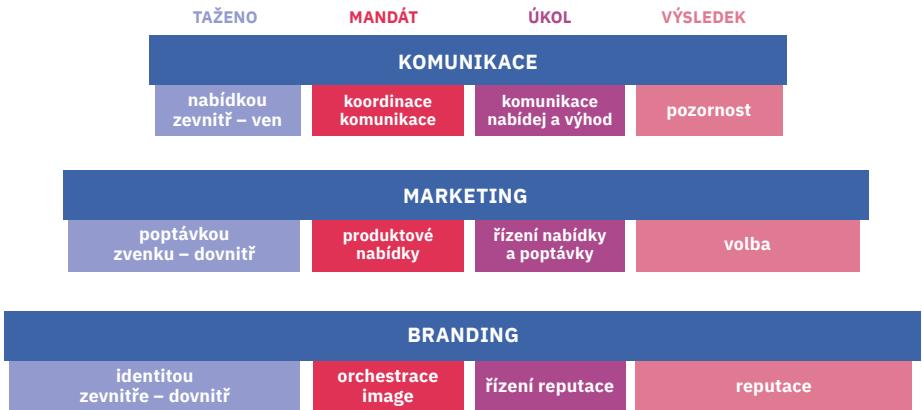 TAŽENO MANDÁT ÚKOL VÝSLEDEK
KOMUNIKACE
nabídkou
zevnitř – ven
koordinace
komunikace
komunikace
nabídej a výhod
pozornost
MARKETING
poptávkou
zvenku – dovnitř
produktové
nabídky
řízení nabídky
a poptávky
volba
BRANDING
identitou
zevnitře – dovnitř
orchestrace
image
řízení reputace
reputace